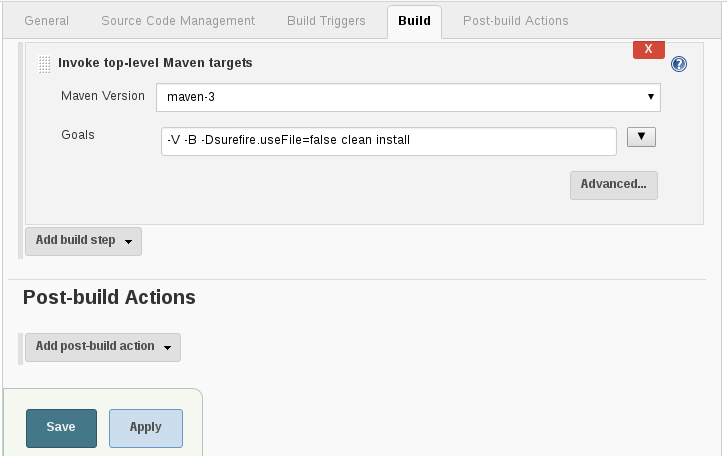 General Source Code Management Build Triggers Build Post-build Actions
X
Invoke top-level Maven targets ?
Maven Version maven-3
Goals -V -B -Dsurefire.useFile=false clean install
Advanced...
Add build step
Post-build Actions
Add post-build action
Save Apply